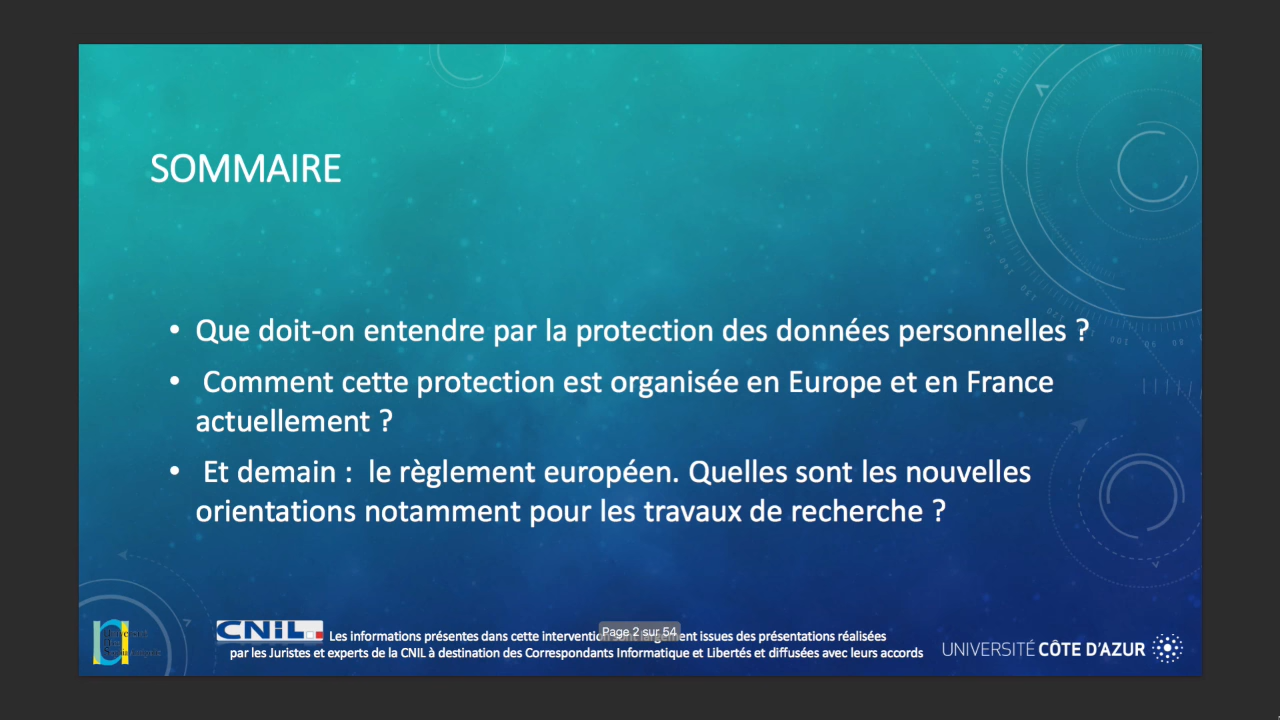 SOMMAIRE
• Que doit-on entendre par la protection des données personnelles ?
• Comment cette protection est organisée en Europe et en France
actuellement ?
• Et demain : le règlement européen. Quelles sont les nouvelles
orientations notamment pour les travaux de recherche ?
CNIL Les informations présentes dans cette intervention sont largement issues des présentations réalisées
par les Juristes et experts de la CNIL à destination des Correspondants Informatique et Libertés et diffusées avec leurs accords
Page 2 sur 54
UNIVERSITÉ CÔTE D'AZUR